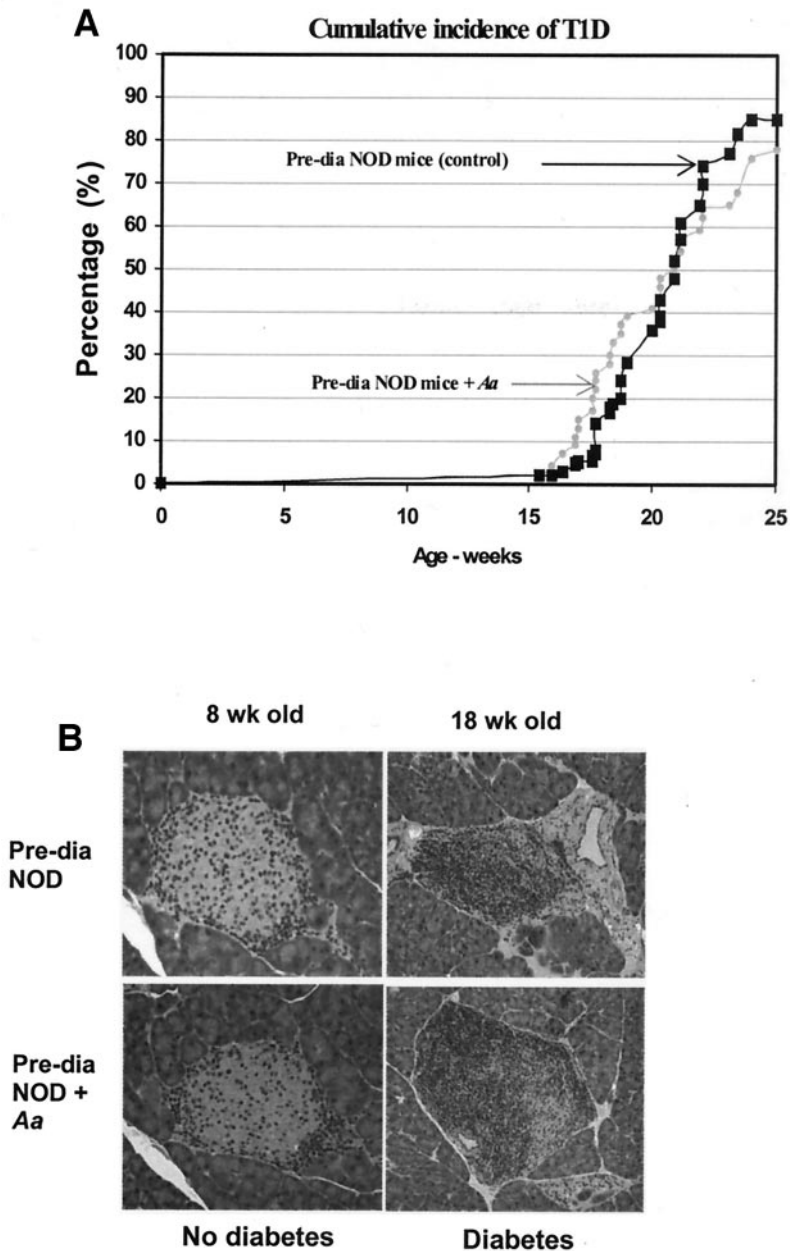 A
Cumulative incidence of T1D
100
90
80
70
60
50
40
30
20
10
0
Percentage (%)
Pre-dia NOD mice (control)
Pre-dia NOD mice + Aa
0 5 10 15 20 25
Age - weeks
B
8 wk old 18 wk old
Pre-dia
NOD
Pre-dia
NOD +
Aa
No diabetes Diabetes